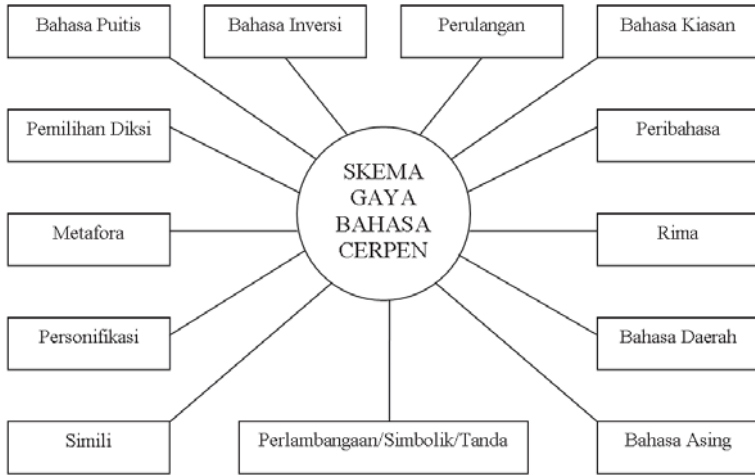 Bahasa Puitis
Bahasa Inversi
Perulangan
Bahasa Kiasan
Pemilihan Diksi
Peribahasa
SKEMA
GAYA
BAHASA
CERPEN
Metafora
Rima
Personifikasi
Bahasa Daerah
Simili
Perlambangaan/Simbolik/Tanda
Bahasa Asing